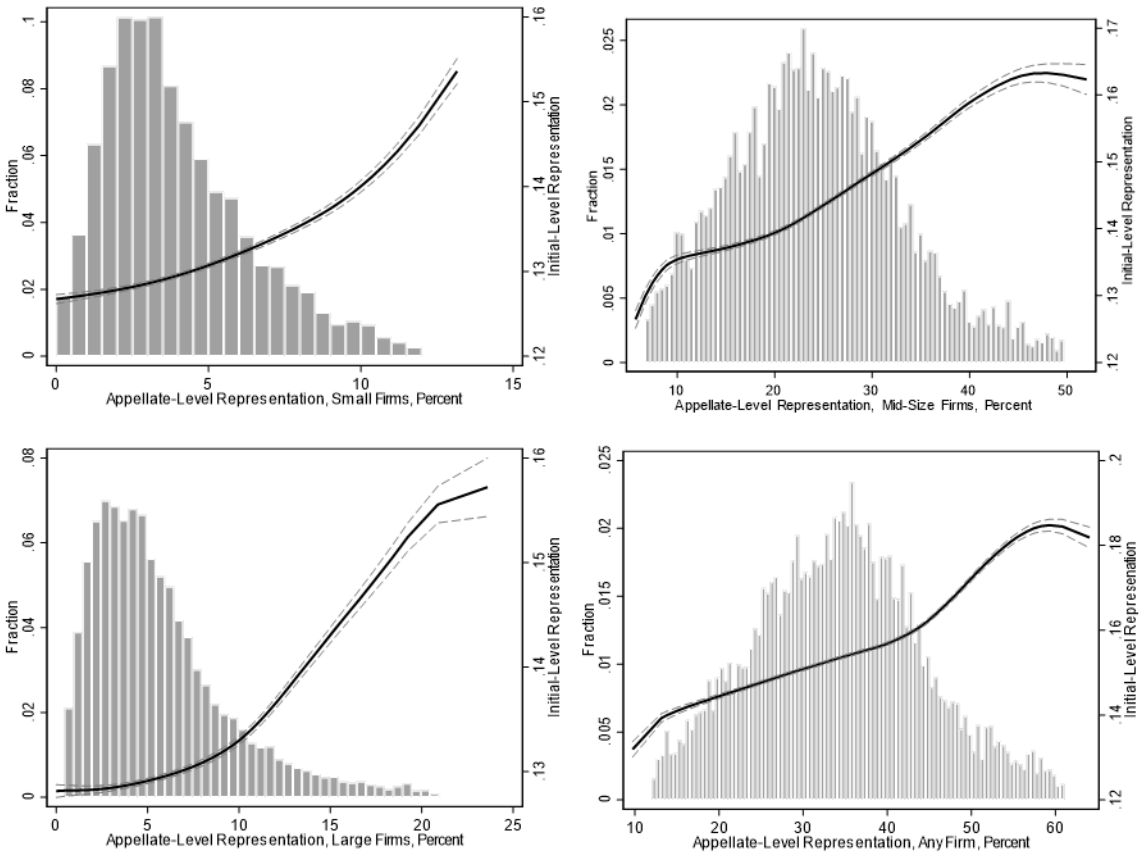 .1
.08
.06
.04
.02
0
Fraction
.16
.15
.14
.13
.12
Initial-Level Representation
0 5 10 15
Appellate-Level Representation, Small Firms, Percent
.025
.02
.015
.01
.005
0
Fraction
.17
.16
.15
.14
.13
.12
Initial-Level Representation
10 20 30 40 50
Appellate-Level Representation, Mid-Size Firms, Percent
.08
.06
.04
.02
0
Fraction
.16
.15
.14
.13
Initial-Level Representation
0 5 10 15 20 25
Appellate-Level Representation, Large Firms, Percent
.025
.02
.015
.01
.005
0
Fraction
.2
.18
.16
.14
.12
Initial-Level Represenation
10 20 30 40 50 60
Appellate-Level Representation, Any Firm, Percent